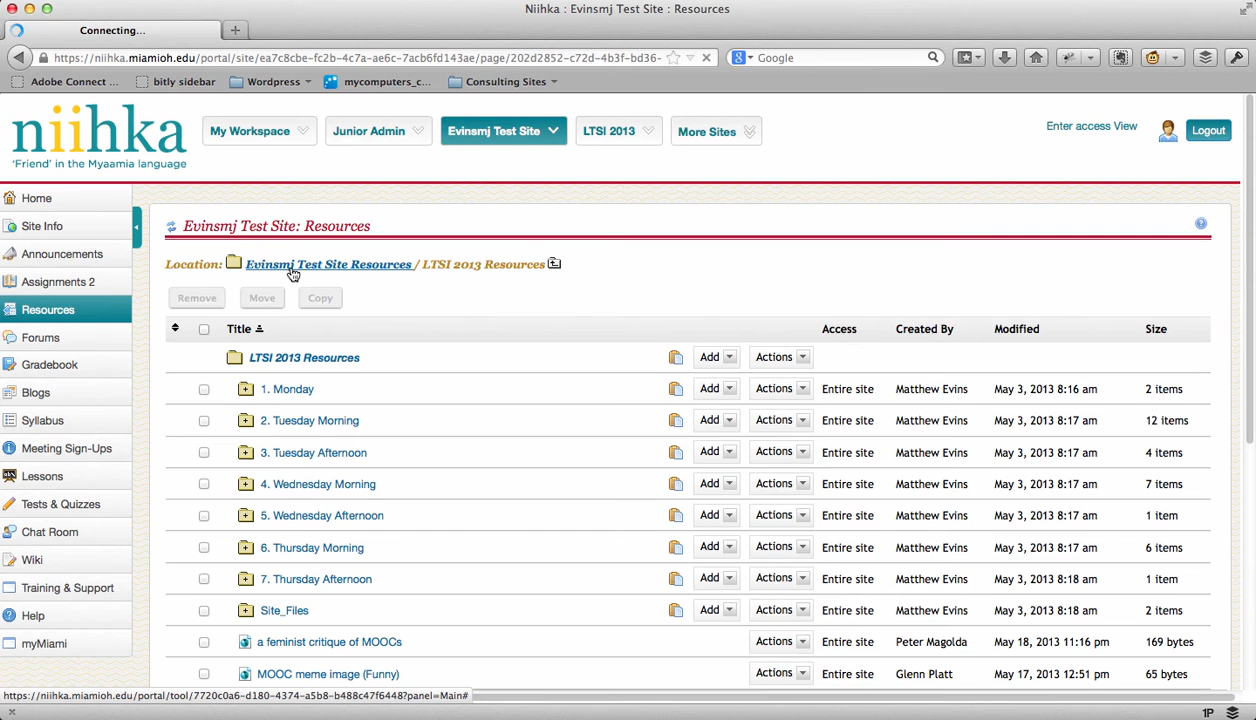 Niihka : Evinsmj Test Site : Resources
Connecting...
https://niihka.miamioh.edu/portal/site/ea7c8cbe-fc2b-4c7a-ae6c-7acb6fd143ae/page/202d2852-c72d-4b3f-bd36-
Google
Adobe Connect ... bitly sidebar Wordpress mycomputers_c... Consulting Sites
niihka
'Friend' in the Myaamia language
My Workspace Junior Admin Evinsmj Test Site LTSI 2013 More Sites
Enter access View Logout
Home
Site Info
Announcements
Assignments 2
Resources
Forums
Gradebook
Blogs
Syllabus
Meeting Sign-Ups
Lessons
Tests & Quizzes
Chat Room
Wiki
Training & Support
Help
myMiami
Evinsmj Test Site: Resources
Location: Evinsmj Test Site Resources / LTSI 2013 Resources
Remove Move Copy
Title Access Created By Modified Size
LTSI 2013 Resources Add Actions
1. Monday Add Actions Entire site Matthew Evins May 3, 2013 8:16 am 2 items
2. Tuesday Morning Add Actions Entire site Matthew Evins May 3, 2013 8:17 am 12 items
3. Tuesday Afternoon Add Actions Entire site Matthew Evins May 3, 2013 8:17 am 4 items
4. Wednesday Morning Add Actions Entire site Matthew Evins May 3, 2013 8:17 am 7 items
5. Wednesday Afternoon Add Actions Entire site Matthew Evins May 3, 2013 8:17 am 1 item
6. Thursday Morning Add Actions Entire site Matthew Evins May 3, 2013 8:17 am 6 items
7. Thursday Afternoon Add Actions Entire site Matthew Evins May 3, 2013 8:18 am 1 item
Site_Files Add Actions Entire site Matthew Evins May 3, 2013 8:18 am 2 items
a feminist critique of MOOCs Actions Entire site Peter Magolda May 18, 2013 11:16 pm 169 bytes
MOOC meme image (Funny) Actions Entire site Glenn Platt May 17, 2013 12:51 pm 65 bytes
https://niihka.miamioh.edu/portal/tool/7720c0a6-d180-4374-a5b8-b488c47f6448?panel=Main#
1P